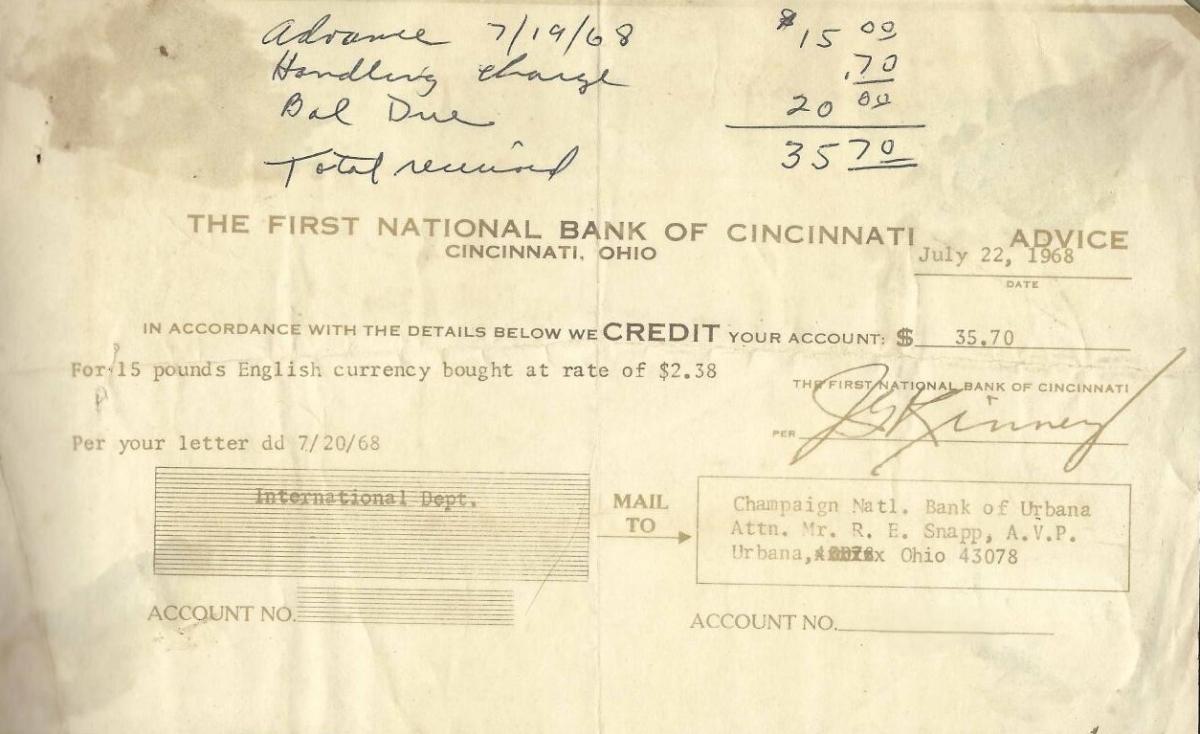 Advance 7/19/68 $15 00
Handling charge .70
Bal Due 20 00
Total received 35 70
THE FIRST NATIONAL BANK OF CINCINNATI ADVICE
CINCINNATI, OHIO
July 22, 1968
DATE
IN ACCORDANCE WITH THE DETAILS BELOW WE CREDIT YOUR ACCOUNT: $ 35.70
For 15 pounds English currency bought at rate of $2.38
THE FIRST NATIONAL BANK OF CINCINNATI
PER JGKinney
Per your letter dd 7/20/68
International Dept.
MAIL TO
Champaign Natl. Bank of Urbana
Attn. Mr. R. E. Snapp, A.V.P.
Urbana, Ohio 43078
ACCOUNT NO.
ACCOUNT NO.